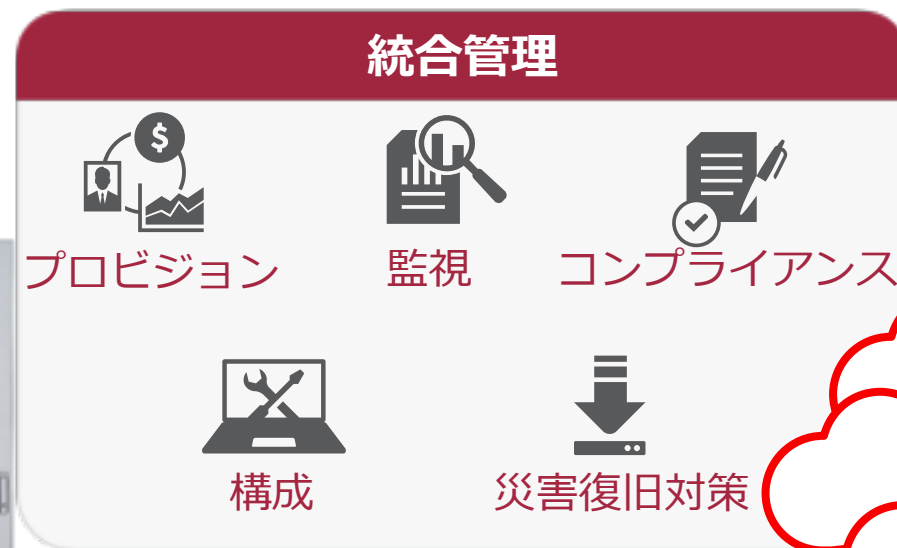 統合管理
プロビジョン
監視
コンプライアンス
構成
災害復旧対策